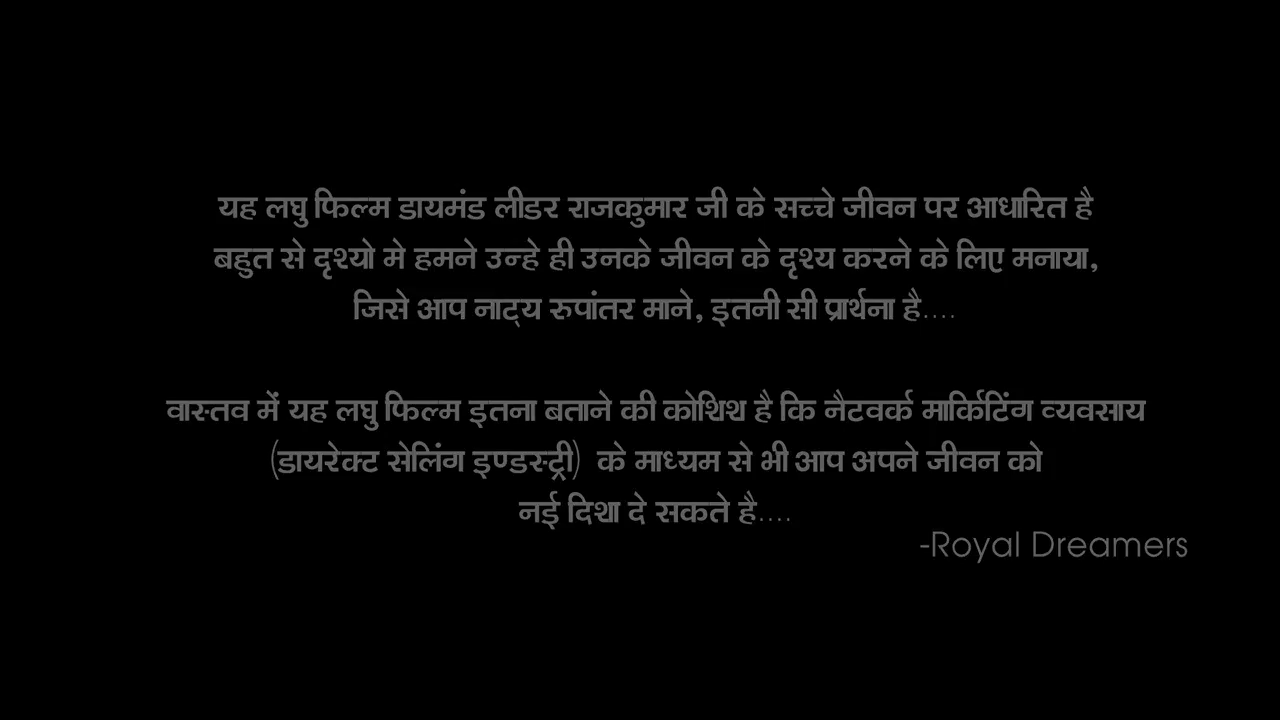 यह लघु फिल्म डायमंड लीडर राजकुमार जी के सच्चे जीवन पर आधारित है
बहुत से दृश्यो मे हमने उन्हे ही उनके जीवन के दृश्य करने के लिए मनाया,
जिसे आप नाट्य रुपांतर माने, इतनी सी प्रार्थना है....
वास्तव में यह लघु फिल्म इतना बताने की कोशिश है कि नैटवर्क मार्किटिंग व्यवसाय
(डायरेक्ट सेलिंग इण्डस्ट्री) के माध्यम से भी आप अपने जीवन को
नई दिशा दे सकते है....
-Royal Dreamers